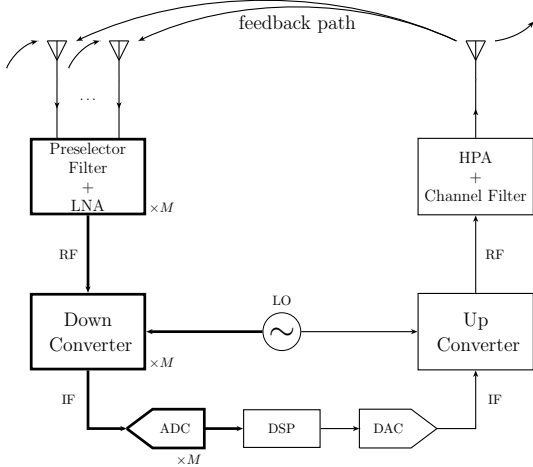 feedback path
...
Preselector
Filter
+
LNA
×M
HPA
+
Channel Filter
RF
RF
LO
Down
Converter
×M
Up
Converter
IF
IF
ADC
×M
DSP
DAC